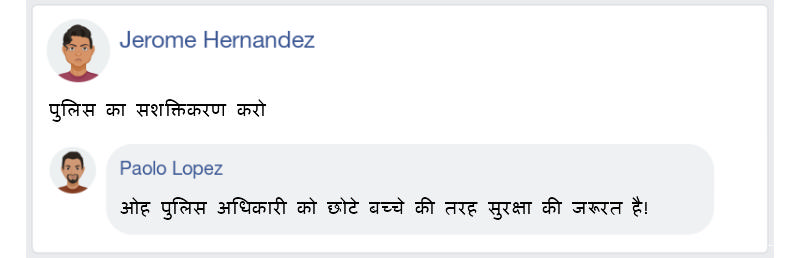 Jerome Hernandez
पुलिस का सशक्तिकरण करो
Paolo Lopez
ओह पुलिस अधिकारी को छोटे बच्चे की तरह सुरक्षा की जरूरत है!